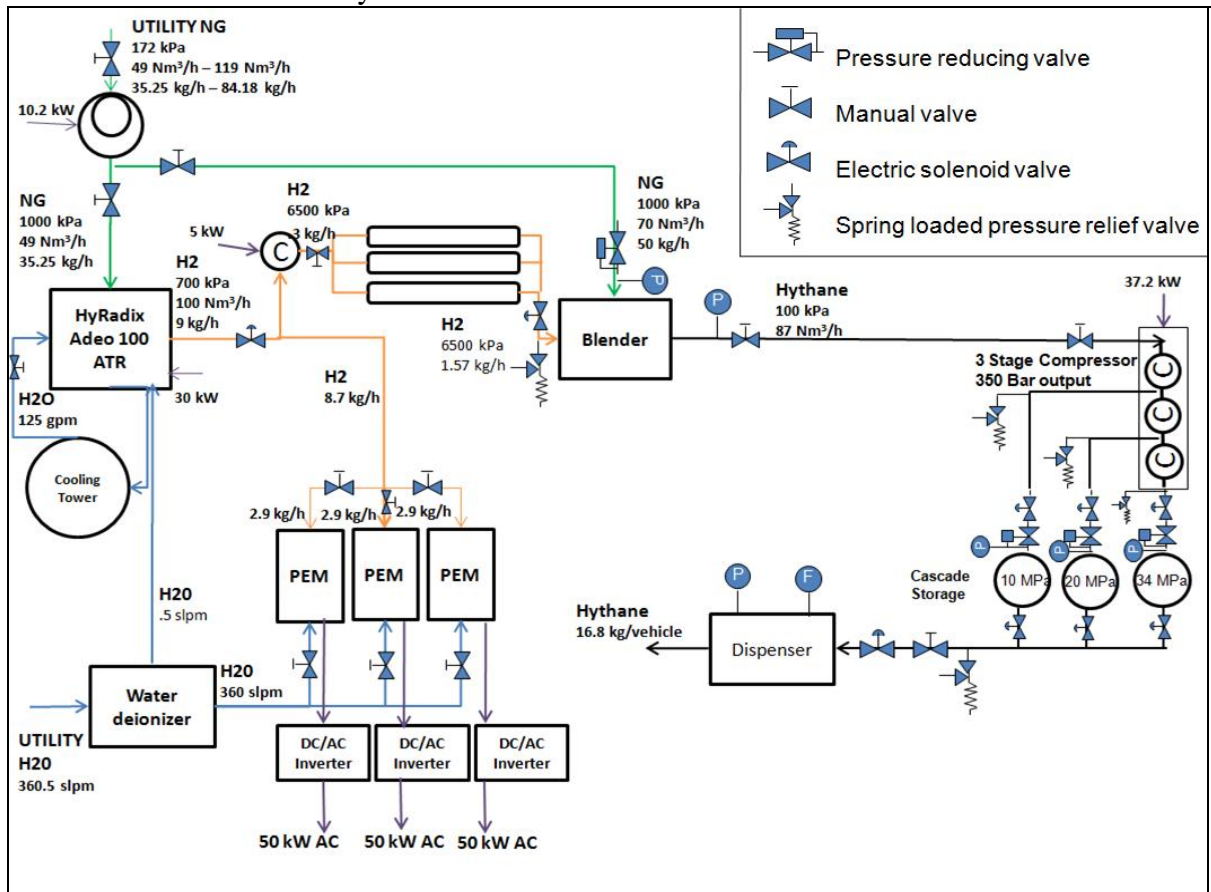 UTILITY NG
172 kPa
49 Nm³/h – 119 Nm³/h
35.25 kg/h – 84.18 kg/h
10.2 kW
NG
1000 kPa
49 Nm³/h
35.25 kg/h
H2
700 kPa
100 Nm³/h
9 kg/h
HyRadix
Adeo 100
ATR
30 kW
H2O
125 gpm
Cooling
Tower
5 kW
C
H2
6500 kPa
.3 kg/h
H2
6500 kPa
1.57 kg/h
NG
1000 kPa
70 Nm³/h
50 kg/h
P
Blender
P
Hythane
100 kPa
87 Nm³/h
37.2 kW
3 Stage Compressor
350 Bar output
C
C
C
Pressure reducing valve
Manual valve
Electric solenoid valve
Spring loaded pressure relief valve
H2
8.7 kg/h
2.9 kg/h
2.9 kg/h
2.9 kg/h
PEM
PEM
PEM
H20
.5 slpm
Water
deionizer
H20
360 slpm
UTILITY
H20
360.5 slpm
DC/AC
Inverter
DC/AC
Inverter
DC/AC
Inverter
50 kW AC
50 kW AC
50 kW AC
P
P
P
Cascade
Storage
10 MPa
20 MPa
34 MPa
P
F
Dispenser
Hythane
16.8 kg/vehicle